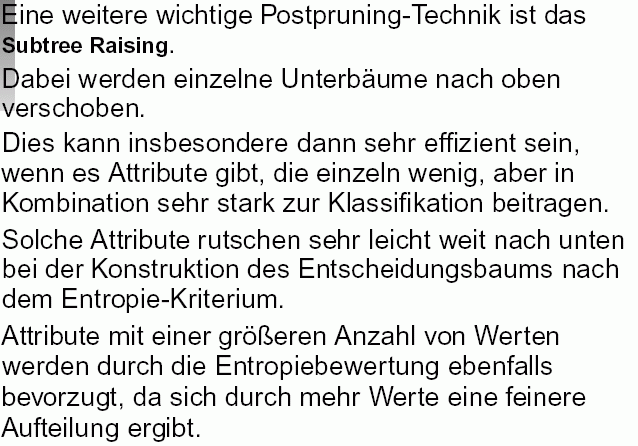 Eine weitere wichtige Postpruning-Technik ist das
Subtree Raising.
Dabei werden einzelne Unterbäume nach oben
verschoben.
Dies kann insbesondere dann sehr effizient sein,
wenn es Attribute gibt, die einzeln wenig, aber in
Kombination sehr stark zur Klassifikation beitragen.
Solche Attribute rutschen sehr leicht weit nach unten
bei der Konstruktion des Entscheidungsbaums nach
dem Entropie-Kriterium.
Attribute mit einer größeren Anzahl von Werten
werden durch die Entropiebewertung ebenfalls
bevorzugt, da sich durch mehr Werte eine feinere
Aufteilung ergibt.